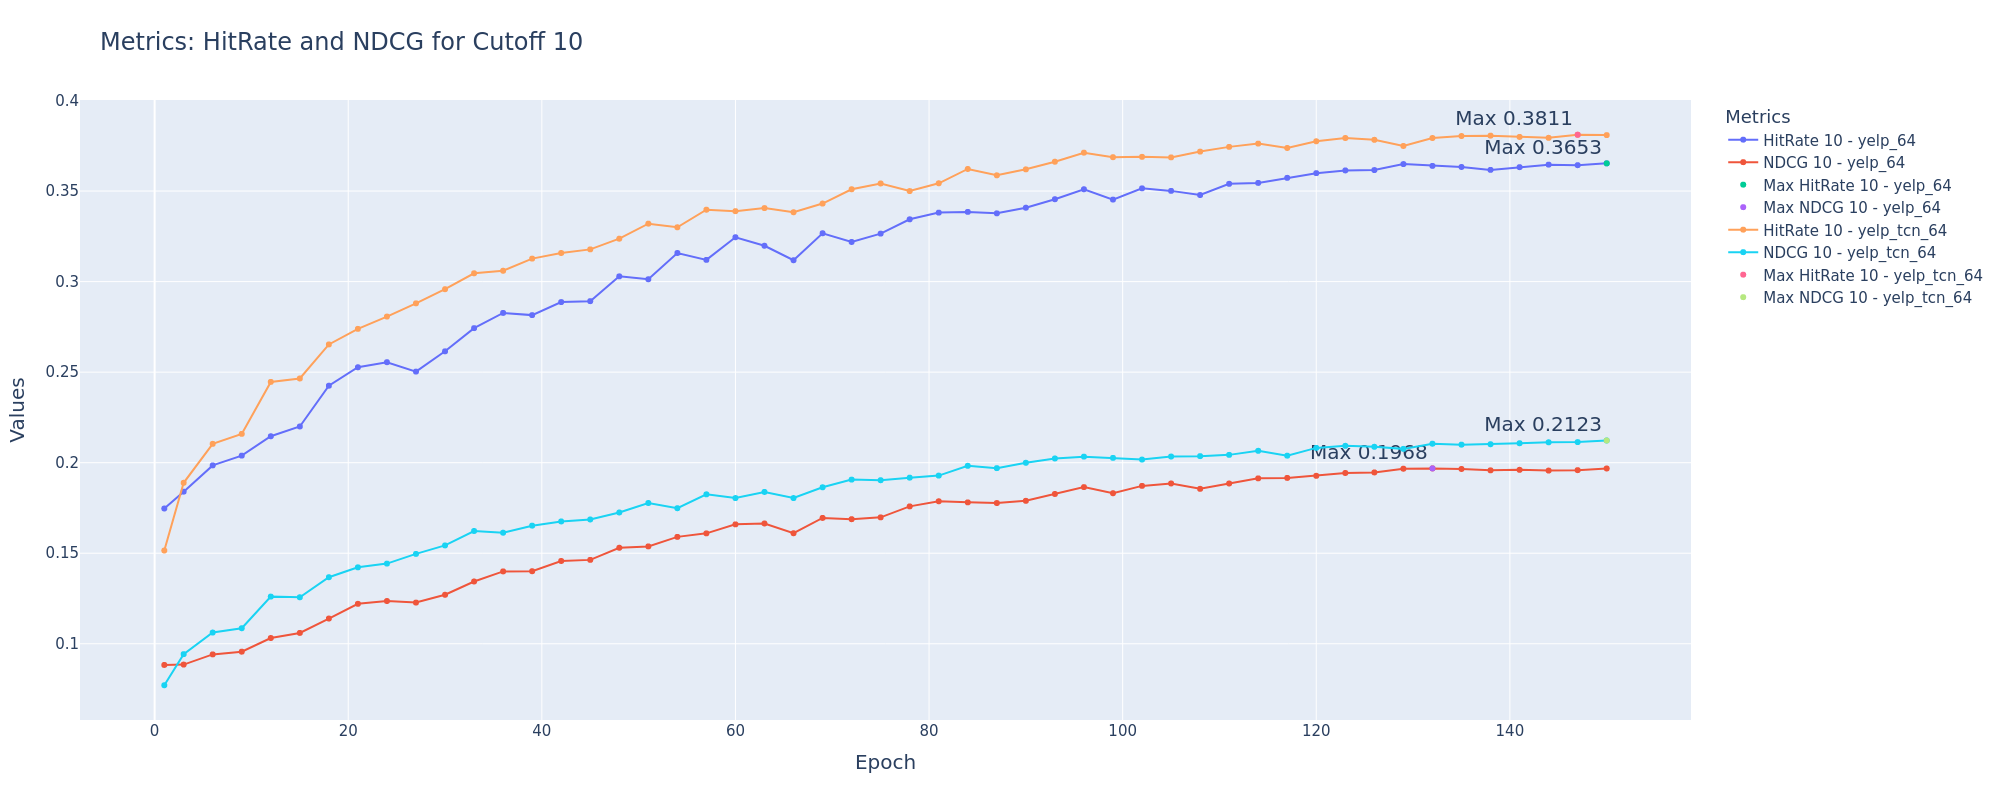 Metrics: HitRate and NDCG for Cutoff 10
Values
0.4
0.35
0.3
0.25
0.2
0.15
0.1
Max 0.3811
Max 0.3653
Max 0.2123
Max 0.1968
0 20 40 60 80 100 120 140
Epoch
Metrics
HitRate 10 - yelp_64
NDCG 10 - yelp_64
Max HitRate 10 - yelp_64
Max NDCG 10 - yelp_64
HitRate 10 - yelp_tcn_64
NDCG 10 - yelp_tcn_64
Max HitRate 10 - yelp_tcn_64
Max NDCG 10 - yelp_tcn_64